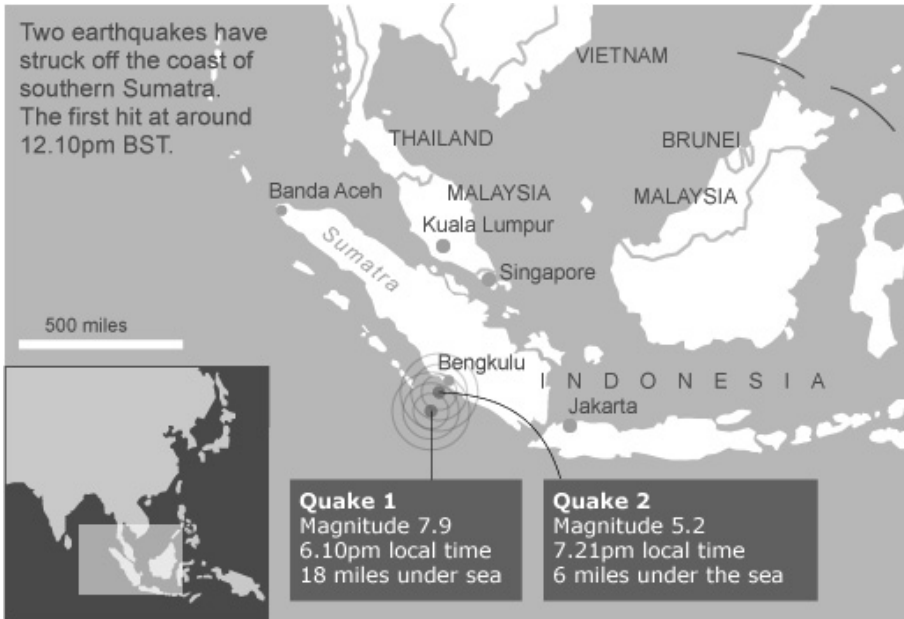 Two earthquakes have
struck off the coast of
southern Sumatra.
The first hit at around
12.10pm BST.
VIETNAM
THAILAND
BRUNEI
Banda Aceh
MALAYSIA
MALAYSIA
Kuala Lumpur
Sumatra
Singapore
500 miles
Bengkulu
INDONESIA
Jakarta
Quake 1
Magnitude 7.9
6.10pm local time
18 miles under sea
Quake 2
Magnitude 5.2
7.21pm local time
6 miles under the sea